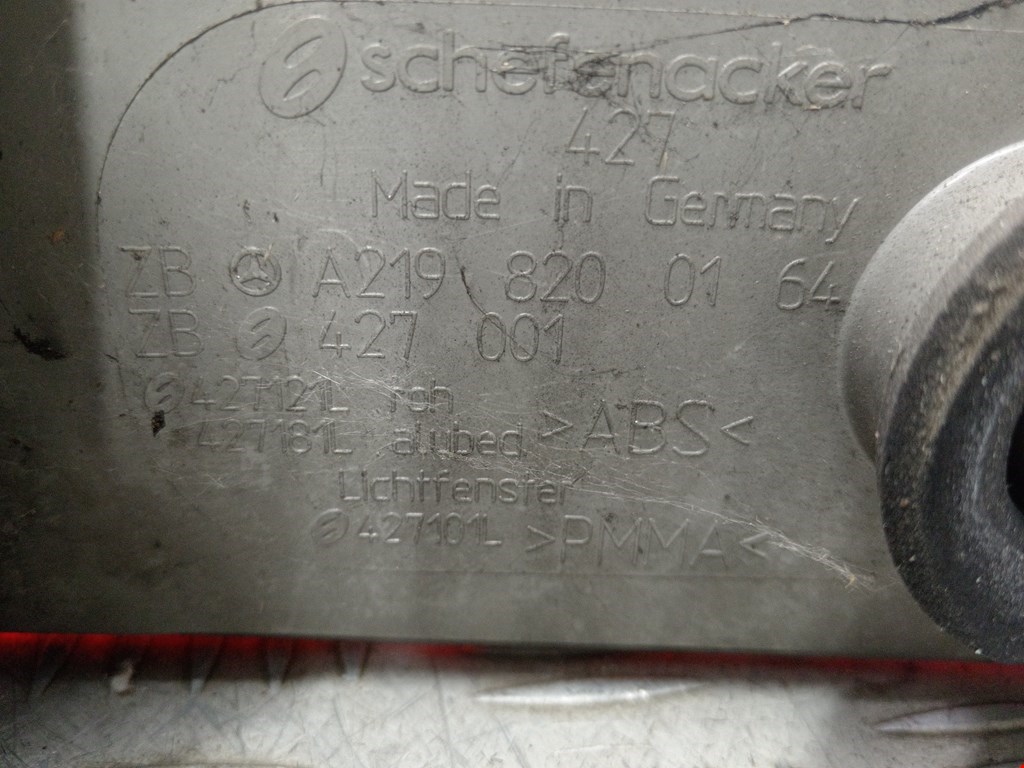 schefenacker
427
Made in Germany
ZB A219 820 01 64
ZB 427 001
427121L roh
427181L alubed >ABS<
Lichtfenster
427101L >PMMA<